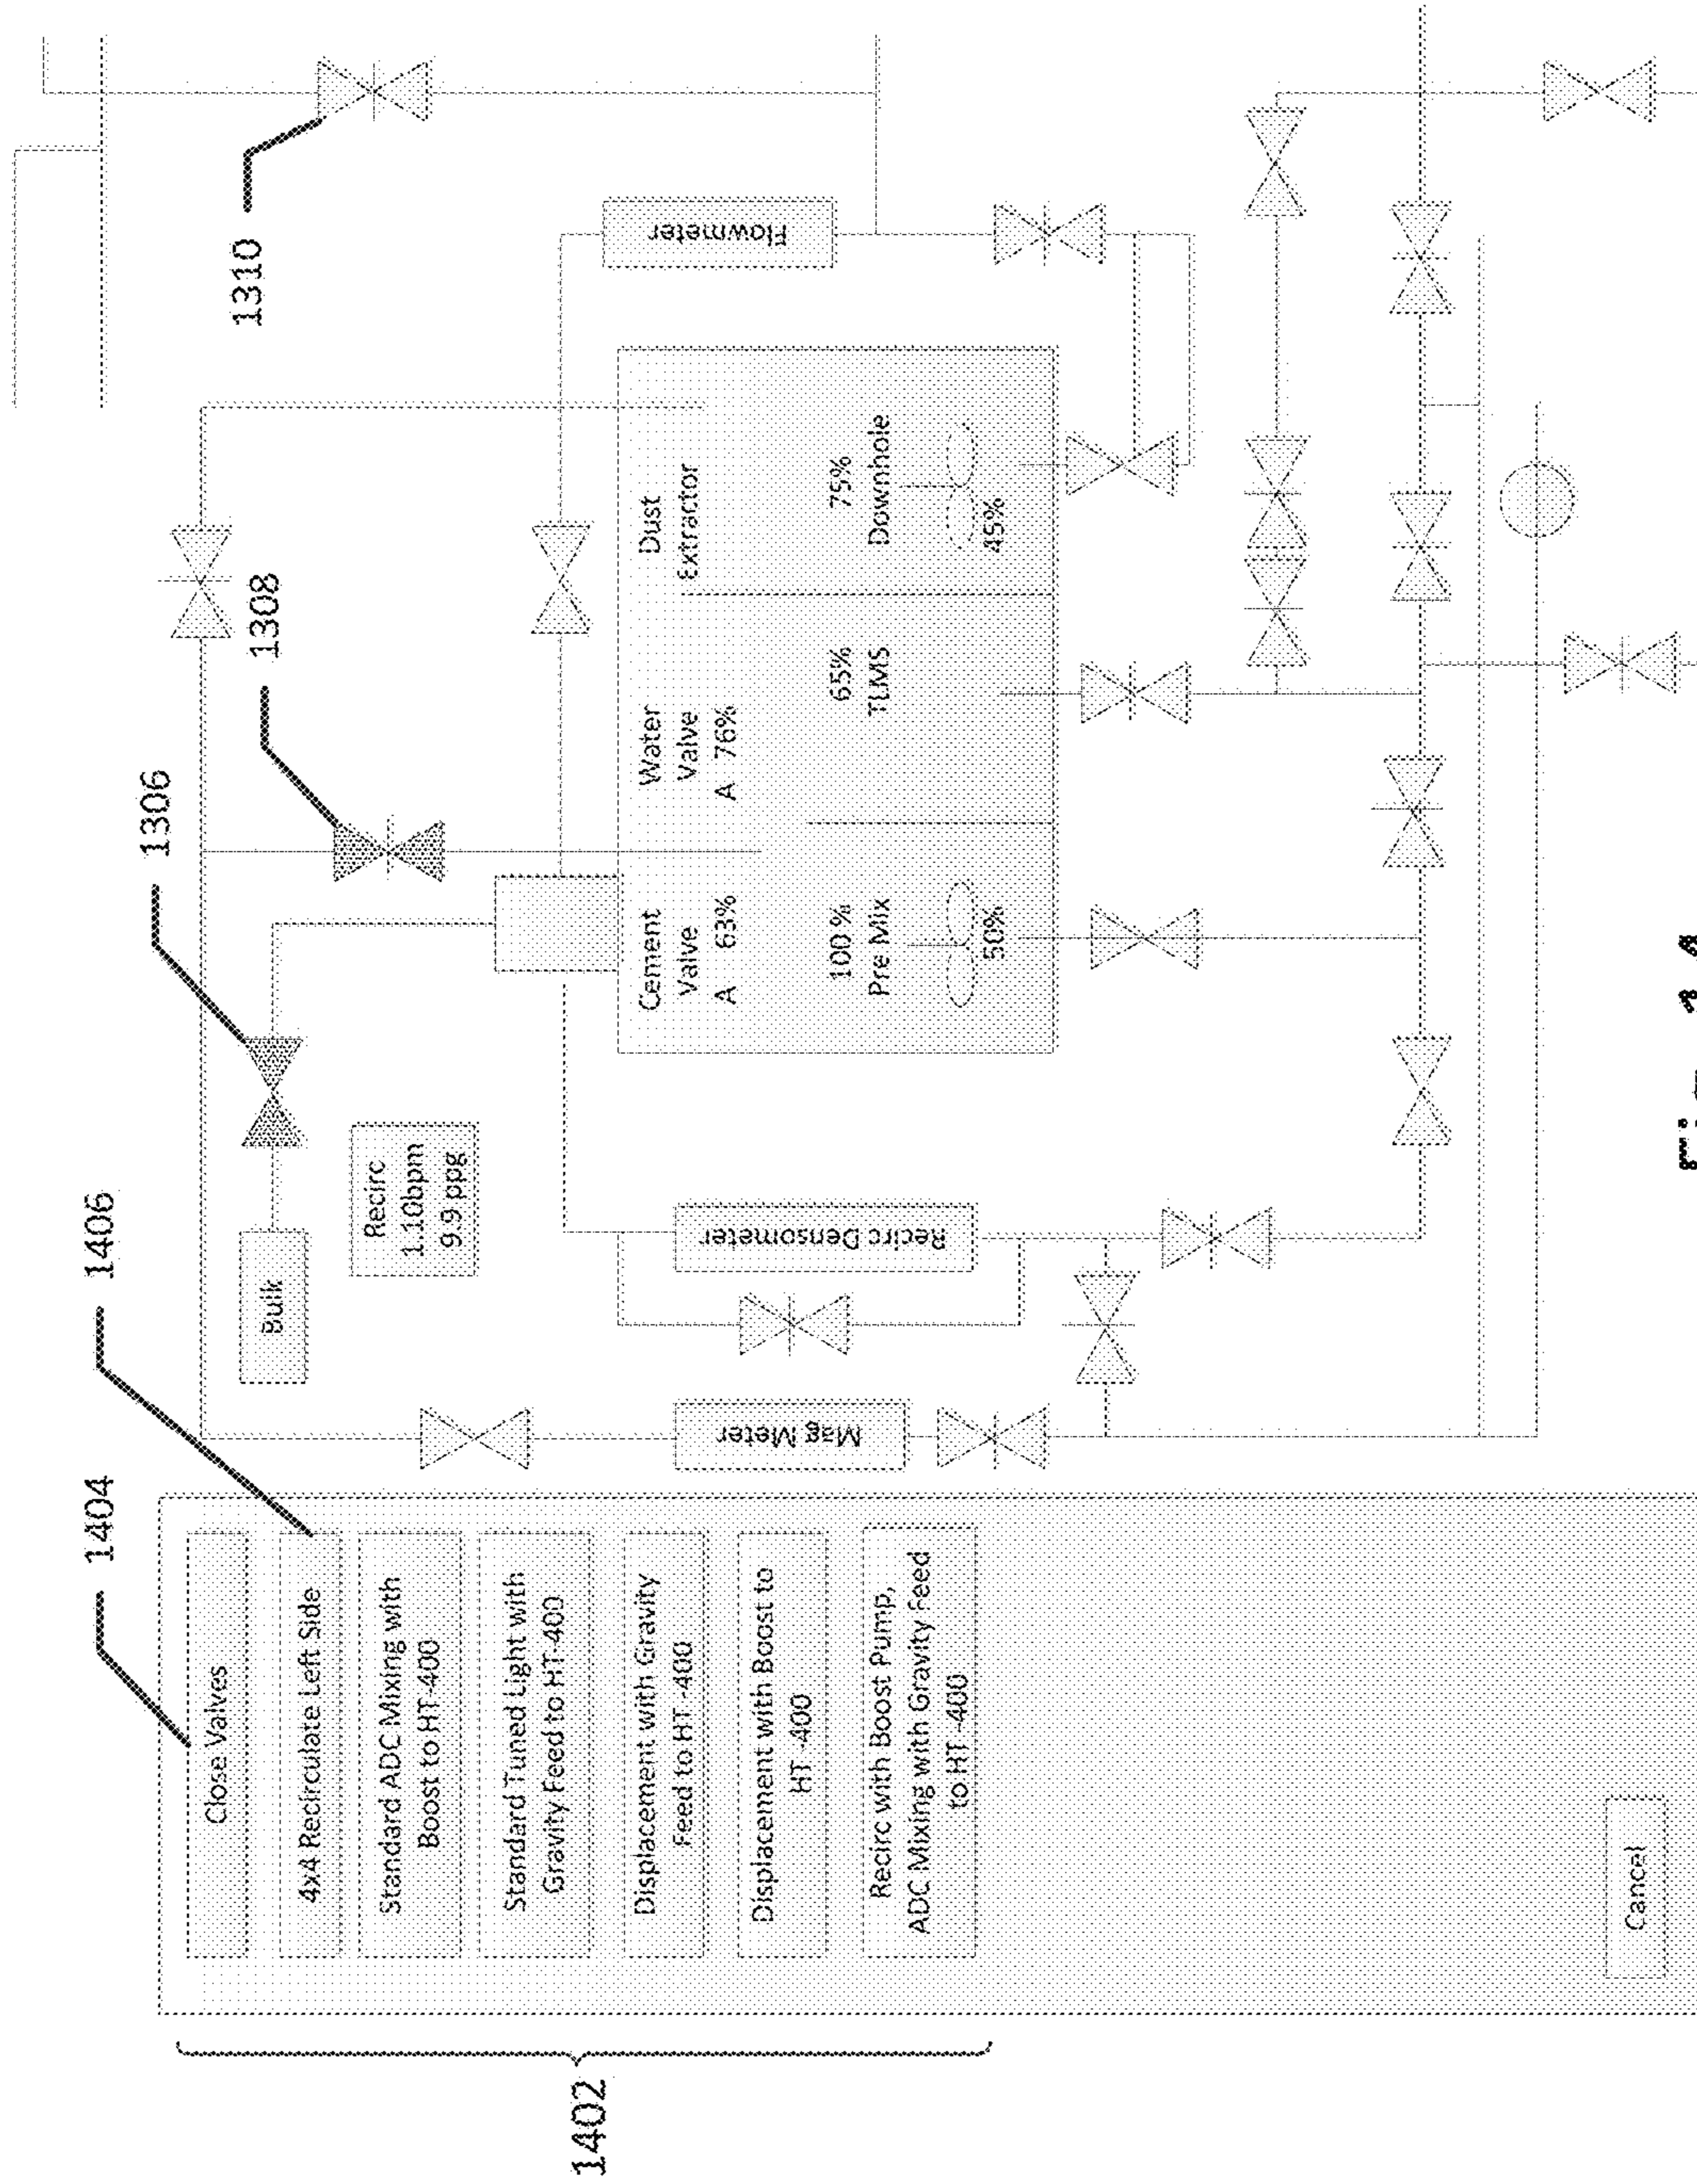 1402
1404
1406
1306
1308
1310
Close Valves
4x4 Recirculate Left Side
Standard ADC Mixing with
Boost to HT-400
Standard Tuned Light with
Gravity Feed to HT-400
Displacement with Gravity
Feed to HT-400
Displacement with Boost to
HT -400
Recirc with Boost Pump,
ADC Mixing with Gravity Feed
to HT -400
Cancel
Bulk
Recirc
1.10bpm
9.9 ppg
Mag Meter
Recirc Densometer
Flowmeter
Cement
Valve
A 63%
Water
Valve
A 76%
Dust
Extractor
100 %
Pre Mix
50%
65%
TLMS
75%
Downhole
45%